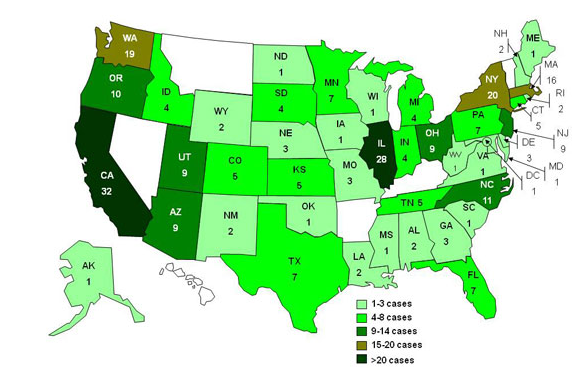 WA
19
OR
10
CA
32
ID
4
UT
9
AZ
9
WY
2
CO
5
NM
2
ND
1
SD
4
NE
3
KS
5
OK
1
TX
7
MN
7
IA
1
MO
3
LA
2
WI
1
IL
28
MS
1
MI
4
IN
4
OH
9
TN 5
AL
2
GA
3
FL
7
SC
1
NC
11
VA
1
WV
1
PA
7
NY
20
NH
2
ME
1
MA
16
RI
2
CT
5
NJ
9
DE
3
MD
1
DC
1
AK
1
1-3 cases
4-8 cases
9-14 cases
15-20 cases
>20 cases